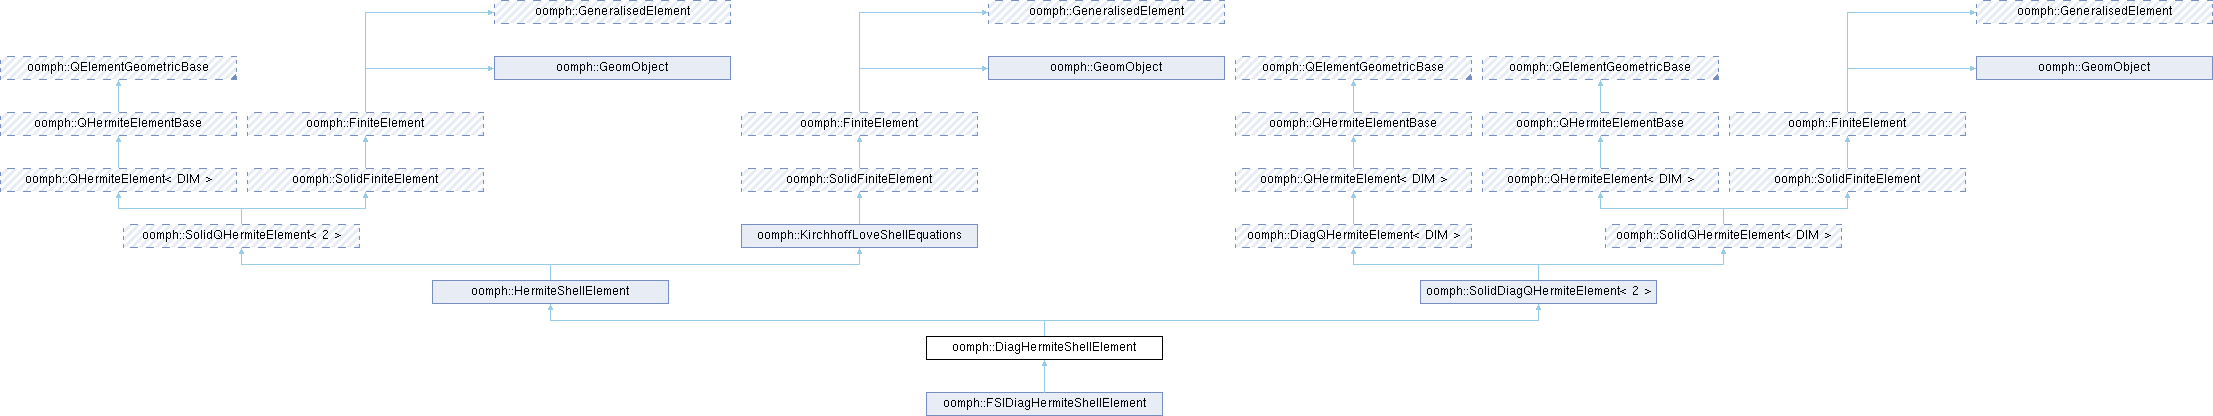 oomph::GeneralisedElement
oomph::GeneralisedElement
oomph::GeneralisedElement
oomph::QElementGeometricBase
oomph::GeomObject
oomph::GeomObject
oomph::QElementGeometricBase
oomph::QElementGeometricBase
oomph::GeomObject
oomph::QHermiteElementBase
oomph::FiniteElement
oomph::FiniteElement
oomph::QHermiteElementBase
oomph::QHermiteElementBase
oomph::FiniteElement
oomph::QHermiteElement< DIM >
oomph::SolidFiniteElement
oomph::SolidFiniteElement
oomph::QHermiteElement< DIM >
oomph::QHermiteElement< DIM >
oomph::SolidFiniteElement
oomph::SolidQHermiteElement< 2 >
oomph::KirchhoffLoveShellEquations
oomph::DiagQHermiteElement< DIM >
oomph::SolidQHermiteElement< DIM >
oomph::HermiteShellElement
oomph::SolidDiagQHermiteElement< 2 >
oomph::DiagHermiteShellElement
oomph::FSIDiagHermiteShellElement